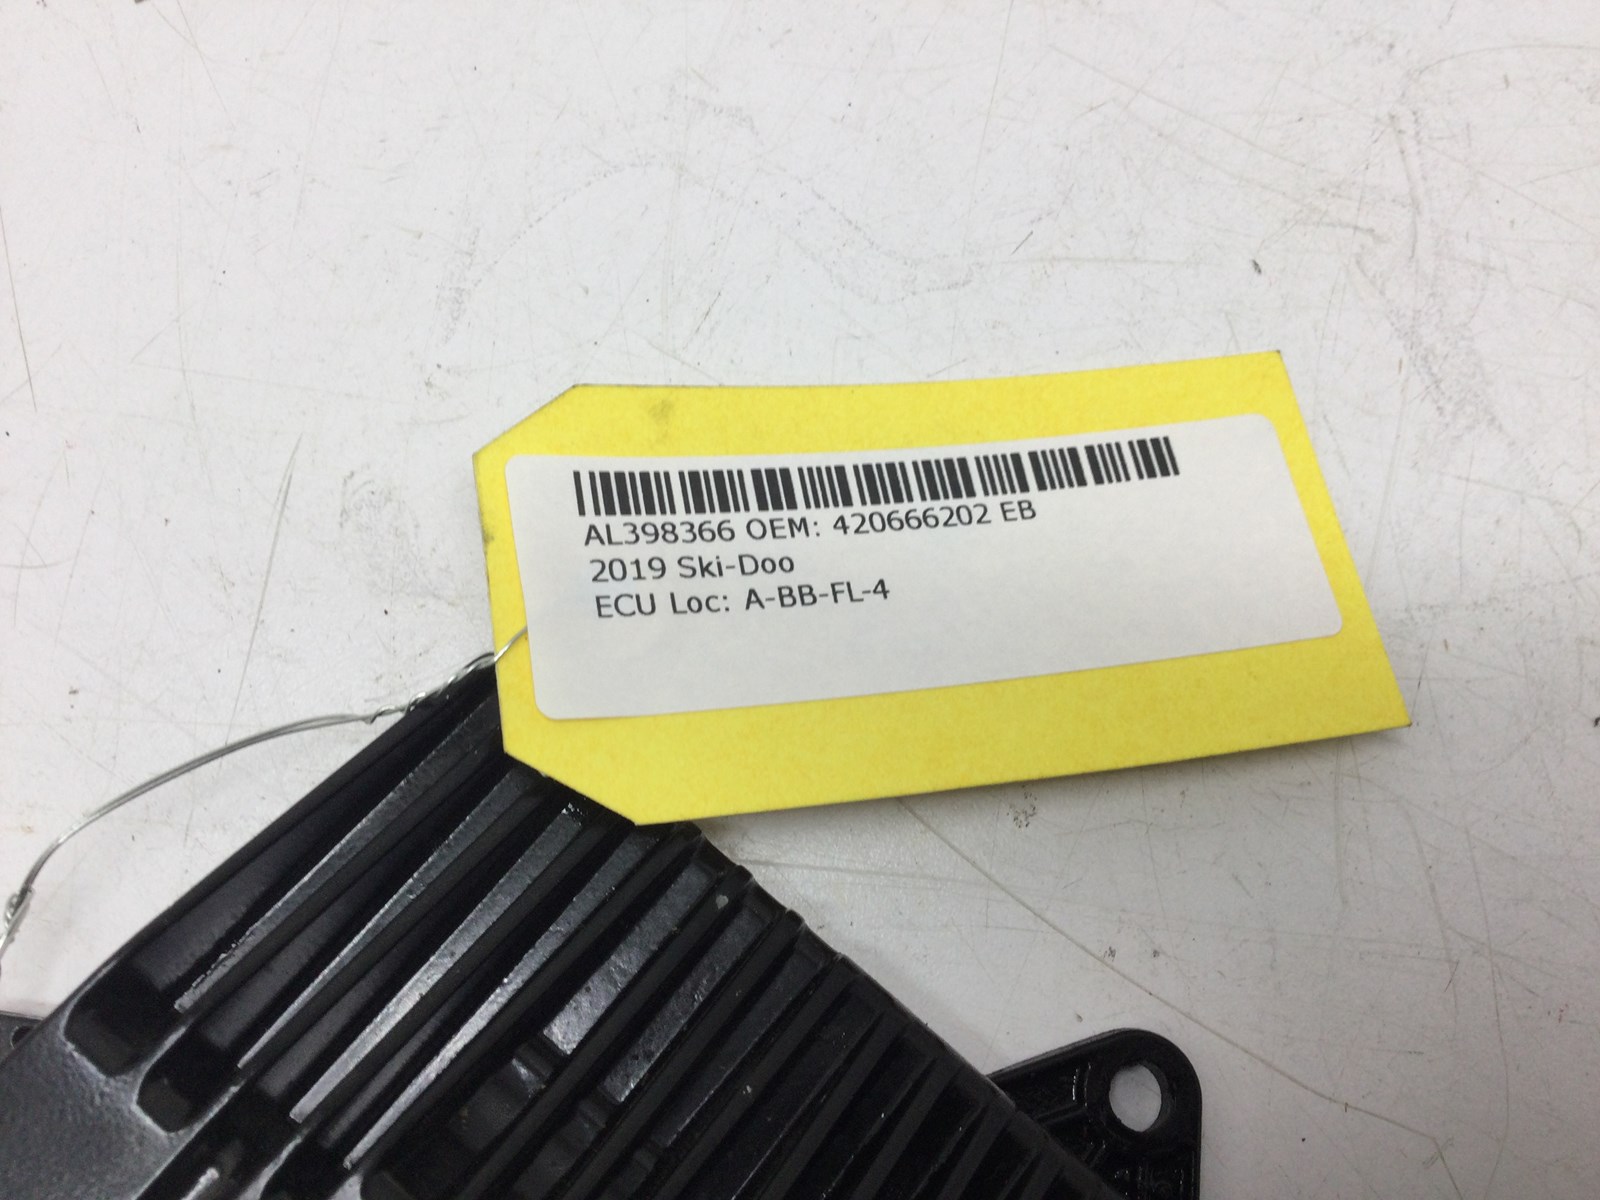 AL398366 OEM: 420666202 EB
2019 Ski-Doo
ECU Loc: A-BB-FL-4